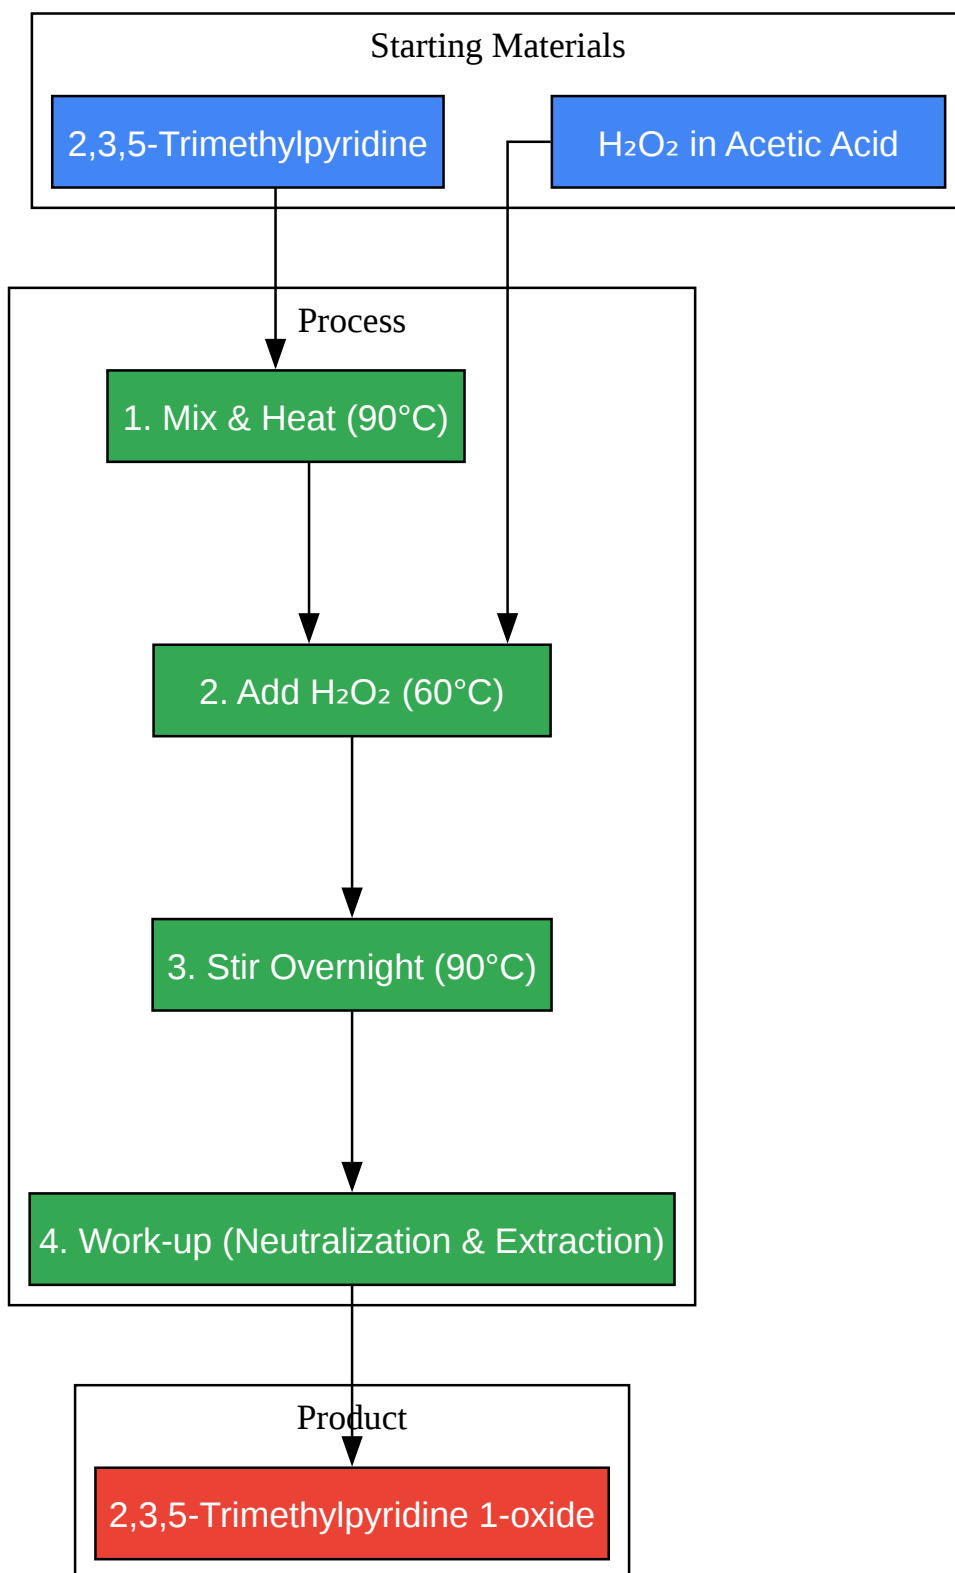 Starting Materials
2,3,5-Trimethylpyridine
H₂O₂ in Acetic Acid
Process
1. Mix & Heat (90°C)
2. Add H₂O₂ (60°C)
3. Stir Overnight (90°C)
4. Work-up (Neutralization & Extraction)
Product
2,3,5-Trimethylpyridine 1-oxide